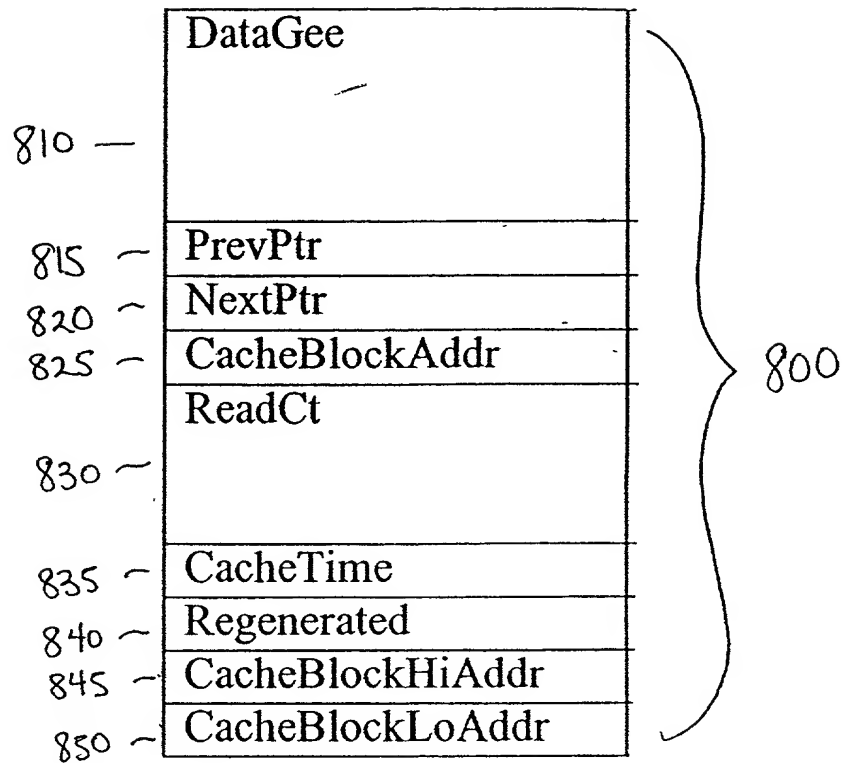 DataGee
810
PrevPtr
815
NextPtr
820
CacheBlockAddr
825
ReadCt
800
830
CacheTime
835
Regenerated
840
CacheBlockHiAddr
845
CacheBlockLoAddr
850